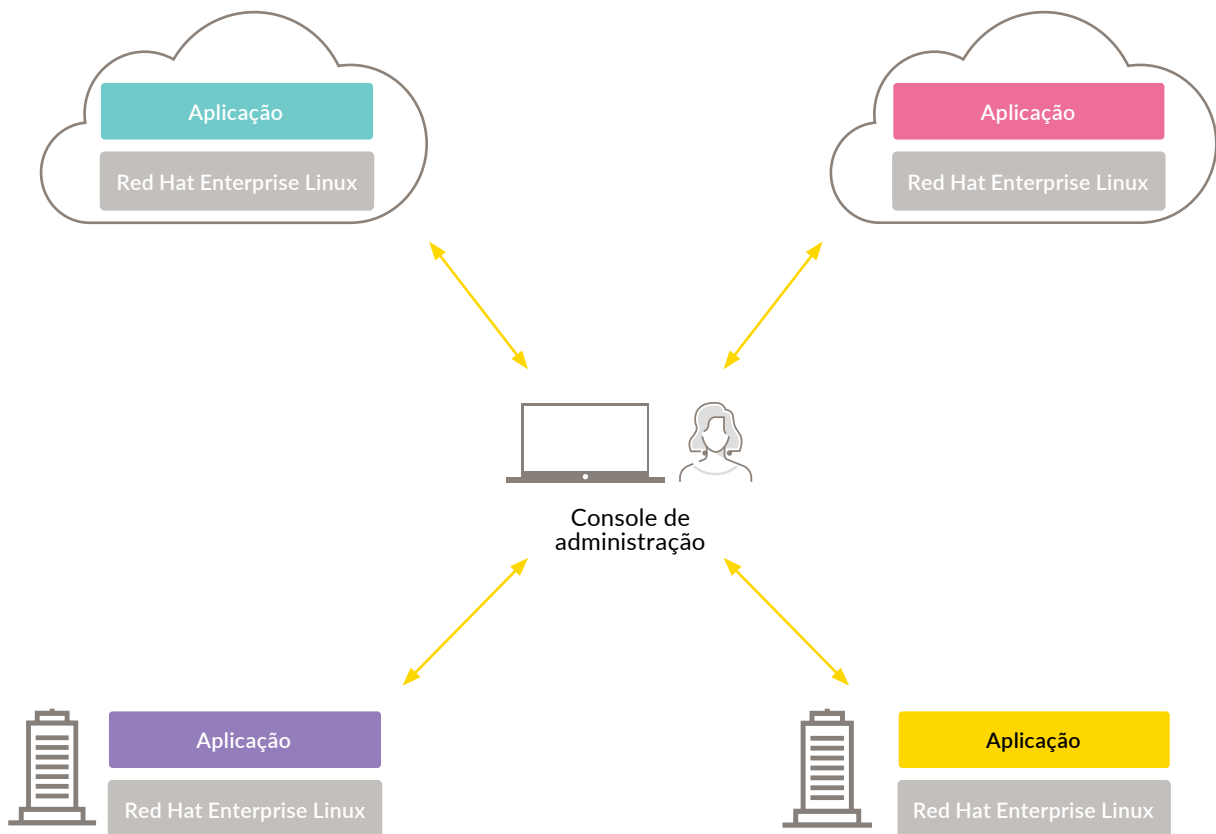 Aplicação
Red Hat Enterprise Linux
Aplicação
Red Hat Enterprise Linux
Console de
administração
Aplicação
Red Hat Enterprise Linux
Aplicação
Red Hat Enterprise Linux